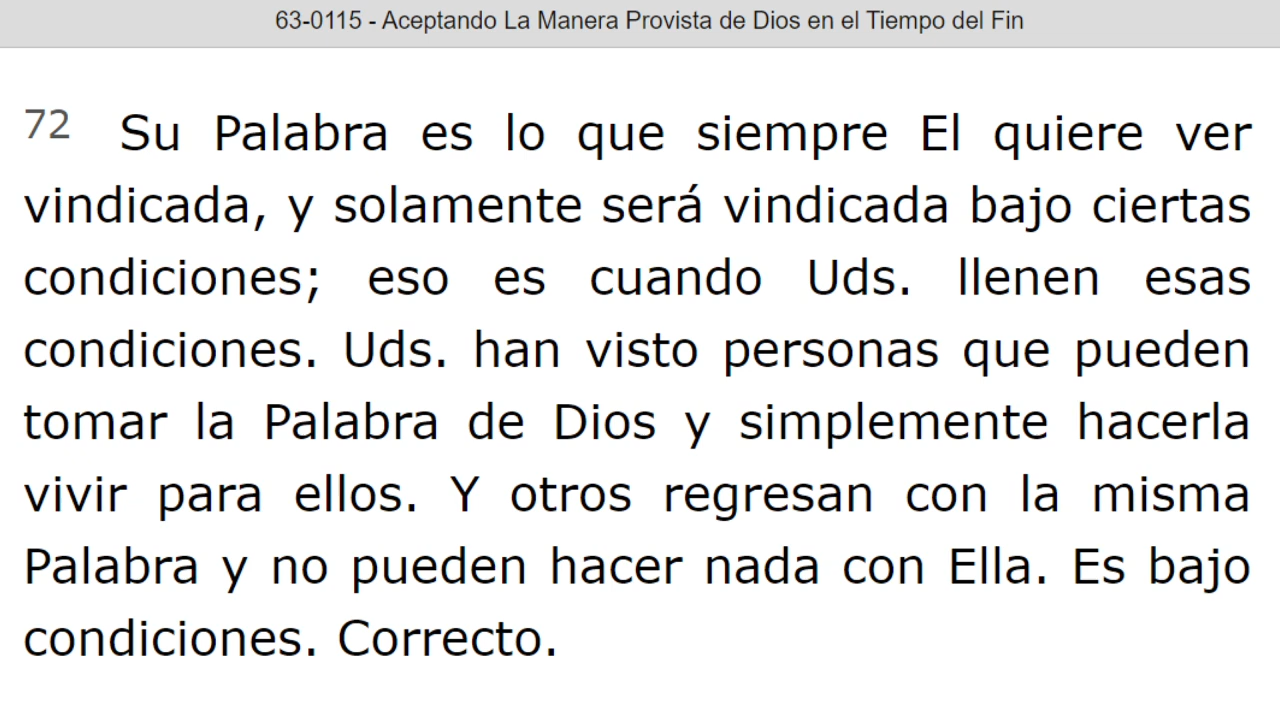 63-0115 - Aceptando La Manera Provista de Dios en el Tiempo del Fin
72 Su Palabra es lo que siempre El quiere ver
vindicada, y solamente será vindicada bajo ciertas
condiciones; eso es cuando Uds. llenen esas
condiciones. Uds. han visto personas que pueden
tomar la Palabra de Dios y simplemente hacerla
vivir para ellos. Y otros regresan con la misma
Palabra y no pueden hacer nada con Ella. Es bajo
condiciones. Correcto.